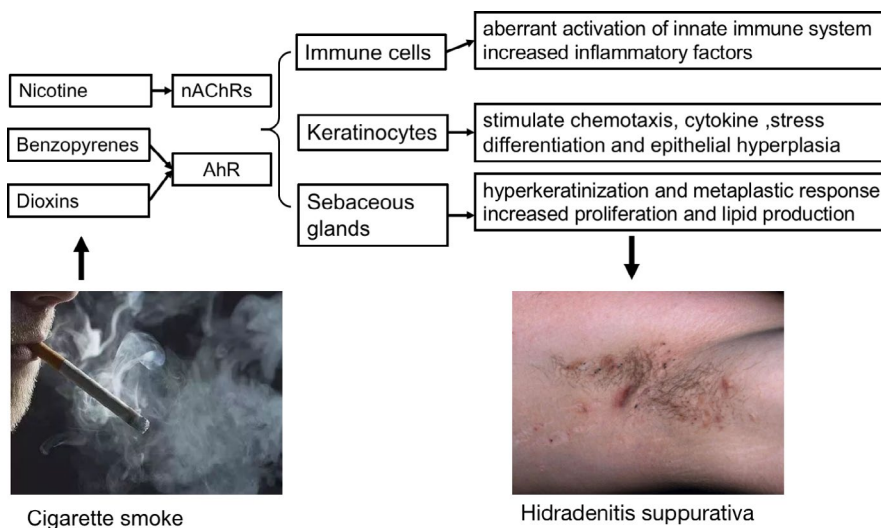 Nicotine
nAChRs
Benzopyrenes
AhR
Dioxins
Immune cells
aberrant activation of innate immune system
increased inflammatory factors
Keratinocytes
stimulate chemotaxis, cytokine ,stress
differentiation and epithelial hyperplasia
Sebaceous
glands
hyperkeratinization and metaplastic response
increased proliferation and lipid production
Cigarette smoke
Hidradenitis suppurativa